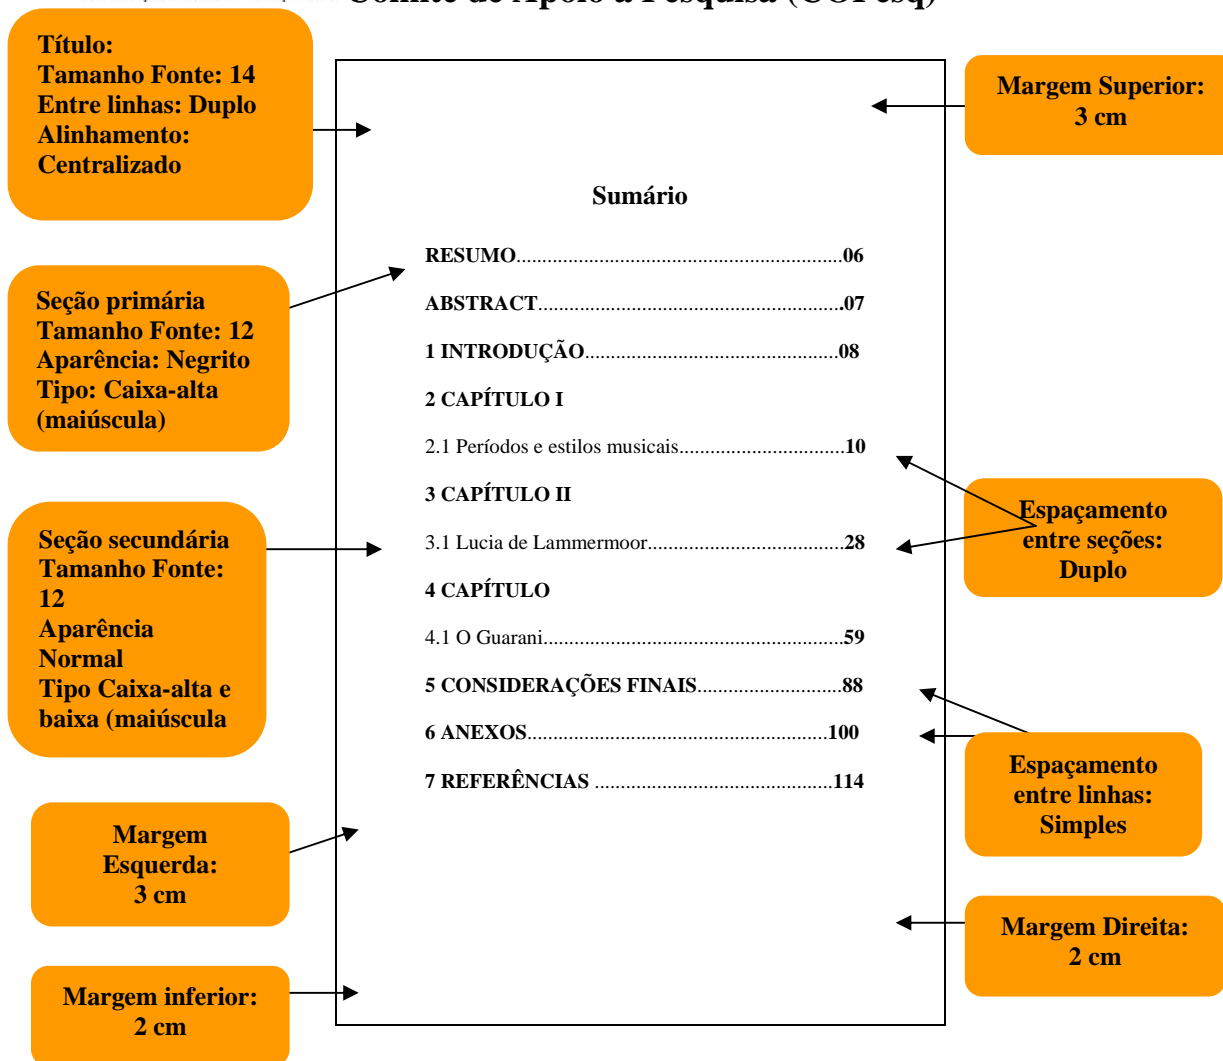 Comitê de Apoio à Pesquisa (COPesq)
Título:
Tamanho Fonte: 14
Entre linhas: Duplo
Alinhamento:
Centralizado
Margem Superior:
3 cm
Sumário
RESUMO..............................................................................06
ABSTRACT.........................................................................07
1 INTRODUÇÃO.............................................................08
2 CAPÍTULO I
2.1 Períodos e estilos musicais........................................10
3 CAPÍTULO II
3.1 Lucia de Lammermoor...............................................28
4 CAPÍTULO
4.1 O Guarani........................................................................59
5 CONSIDERAÇÕES FINAIS...................................88
6 ANEXOS........................................................................100
7 REFERÊNCIAS .........................................................114
Seção primária
Tamanho Fonte: 12
Aparência: Negrito
Tipo: Caixa-alta
(maiúscula)
Seção secundária
Tamanho Fonte:
12
Aparência
Normal
Tipo Caixa-alta e
baixa (maiúscula
Espaçamento
entre seções:
Duplo
Espaçamento
entre linhas:
Simples
Margem
Esquerda:
3 cm
Margem Direita:
2 cm
Margem inferior:
2 cm